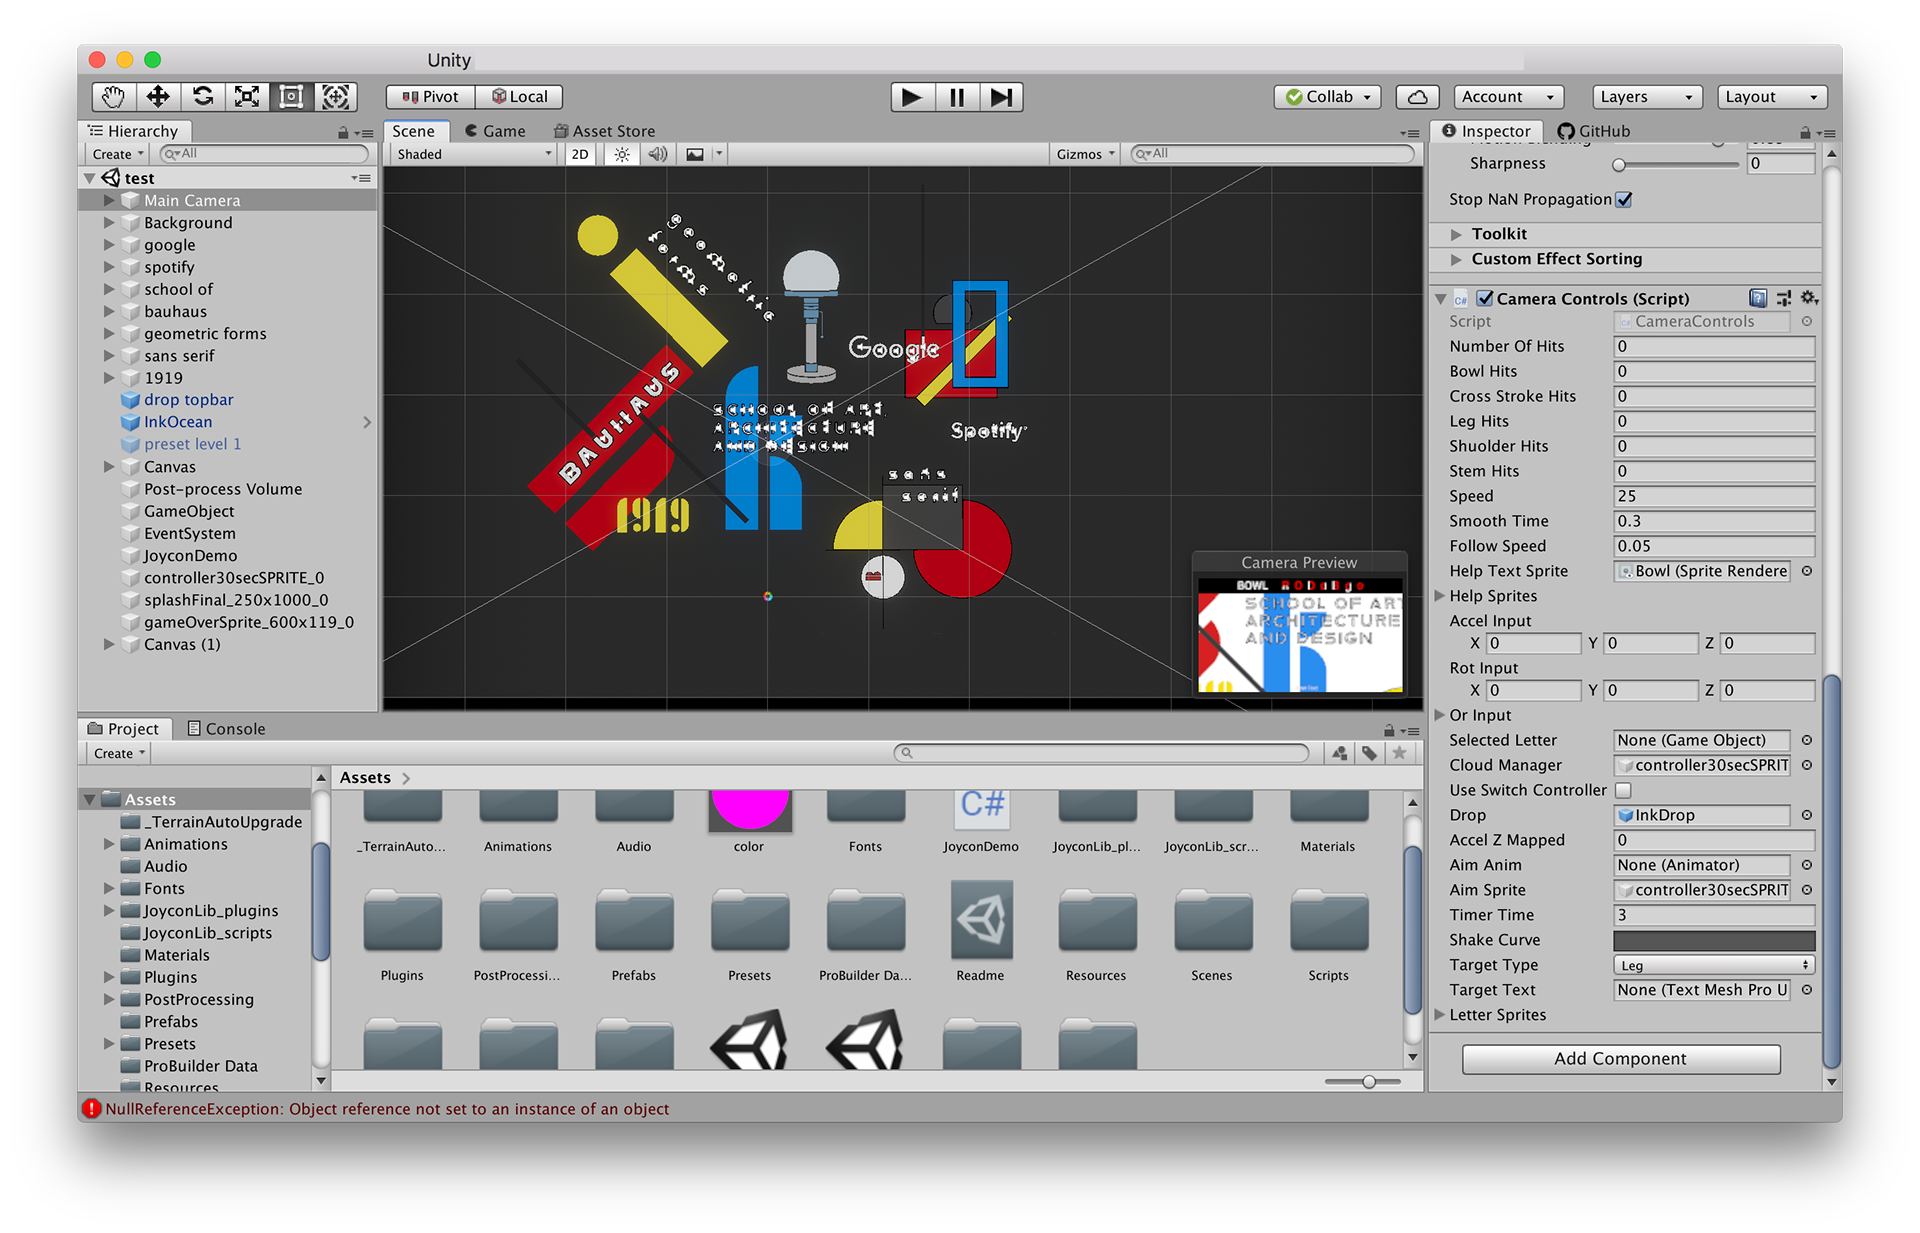 Unity
Pivot
Local
Collab
Account
Layers
Layout
Hierarchy
Create
All
test
Main Camera
Background
google
spotify
school of
bauhaus
geometric forms
sans serif
1919
drop topbar
InkOcean
preset level 1
Canvas
Post-process Volume
GameObject
EventSystem
JoyconDemo
controller30secSPRITE_0
splashFinal_250x1000_0
gameOverSprite_600x119_0
Canvas (1)
Scene
Game
Asset Store
Shaded
2D
Gizmos
All
BAUHAUS
1919
Google
SCHOOL OF ART,
ARCHITECTURE
AND DESIGN
Spotify
sans
serif
Camera Preview
BOWL
SCHOOL OF ART
ARCHITECTURE
AND DESIGN
Inspector
GitHub
Sharpness
0
Stop NaN Propagation
Toolkit
Custom Effect Sorting
C# Camera Controls (Script)
Script CameraControls
Number Of Hits 0
Bowl Hits 0
Cross Stroke Hits 0
Leg Hits 0
Shuolder Hits 0
Stem Hits 0
Speed 25
Smooth Time 0.3
Follow Speed 0.05
Help Text Sprite Bowl (Sprite Rendere
Help Sprites
Accel Input
X 0 Y 0 Z 0
Rot Input
X 0 Y 0 Z 0
Or Input
Selected Letter None (Game Object)
Cloud Manager controller30secSPRIT
Use Switch Controller
Drop InkDrop
Accel Z Mapped 0
Aim Anim None (Animator)
Aim Sprite controller30secSPRIT
Timer Time 3
Shake Curve
Target Type Leg
Target Text None (Text Mesh Pro U
Letter Sprites
Add Component
Project
Console
Create
Assets
_TerrainAutoUpgrade
Animations
Audio
Fonts
JoyconLib_plugins
JoyconLib_scripts
Materials
Plugins
PostProcessing
Prefabs
Presets
ProBuilder Data
Resources
Assets
C#
_TerrainAuto...
Animations
Audio
color
Fonts
JoyconDemo
JoyconLib_pl...
JoyconLib_scr...
Materials
Plugins
PostProcessi...
Prefabs
Presets
ProBuilder Da...
Readme
Resources
Scenes
Scripts
NullReferenceException: Object reference not set to an instance of an object